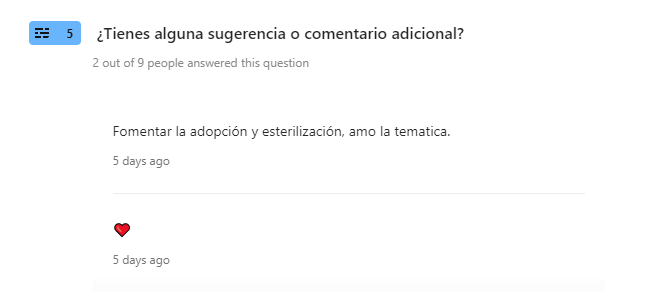 5 ¿Tienes alguna sugerencia o comentario adicional?
2 out of 9 people answered this question
Fomentar la adopción y esterilización, amo la tematica.
5 days ago
❤
5 days ago